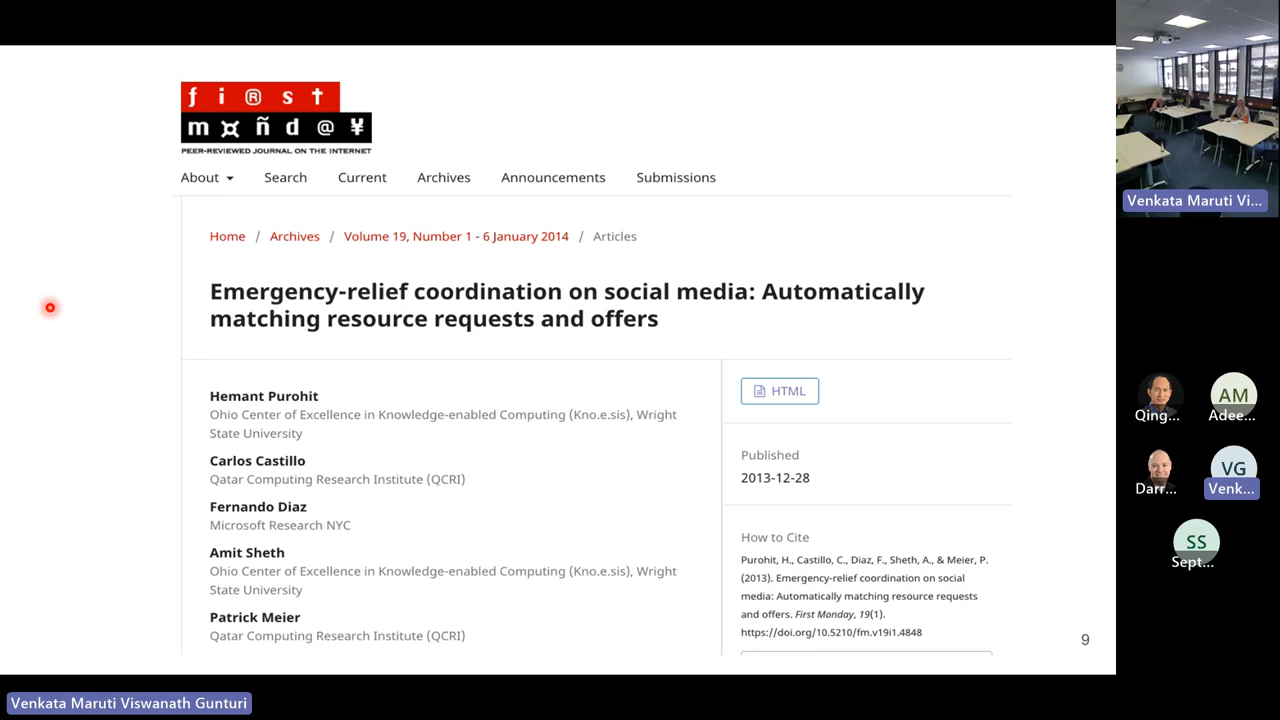 f i ® s t
m ¤ ñ d @ ¥
PEER-REVIEWED JOURNAL ON THE INTERNET
About
Search
Current
Archives
Announcements
Submissions
Home / Archives / Volume 19, Number 1 - 6 January 2014 / Articles
Emergency-relief coordination on social media: Automatically
matching resource requests and offers
Hemant Purohit
Ohio Center of Excellence in Knowledge-enabled Computing (Kno.e.sis), Wright
State University
Carlos Castillo
Qatar Computing Research Institute (QCRI)
Fernando Diaz
Microsoft Research NYC
Amit Sheth
Ohio Center of Excellence in Knowledge-enabled Computing (Kno.e.sis), Wright
State University
Patrick Meier
Qatar Computing Research Institute (QCRI)
HTML
Published
2013-12-28
How to Cite
Purohit, H., Castillo, C., Diaz, F., Sheth, A., & Meier, P.
(2013). Emergency-relief coordination on social
media: Automatically matching resource requests
and offers. First Monday, 19(1).
https://doi.org/10.5210/fm.v19i1.4848
9
Venkata Maruti Vi...
Qing...
AM
Adee...
Darr...
VG
Venk...
SS
Sept...
Venkata Maruti Viswanath Gunturi